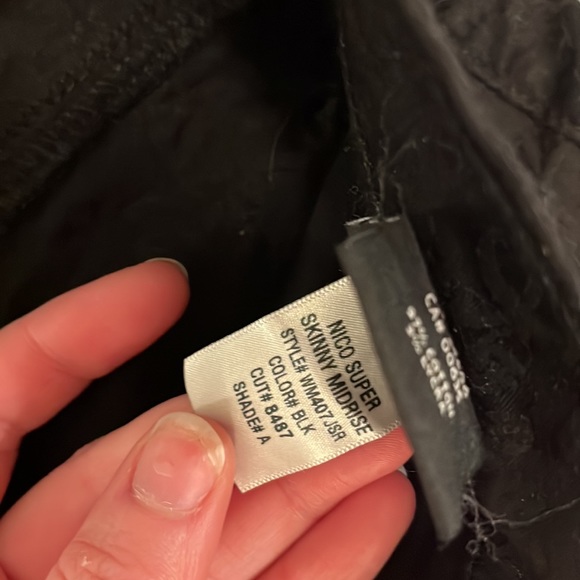 NICO SUPER
SKINNY MIDRISE
STYLE# WM407JSR
COLOR# BLK
CUT# 8487
SHADE# A